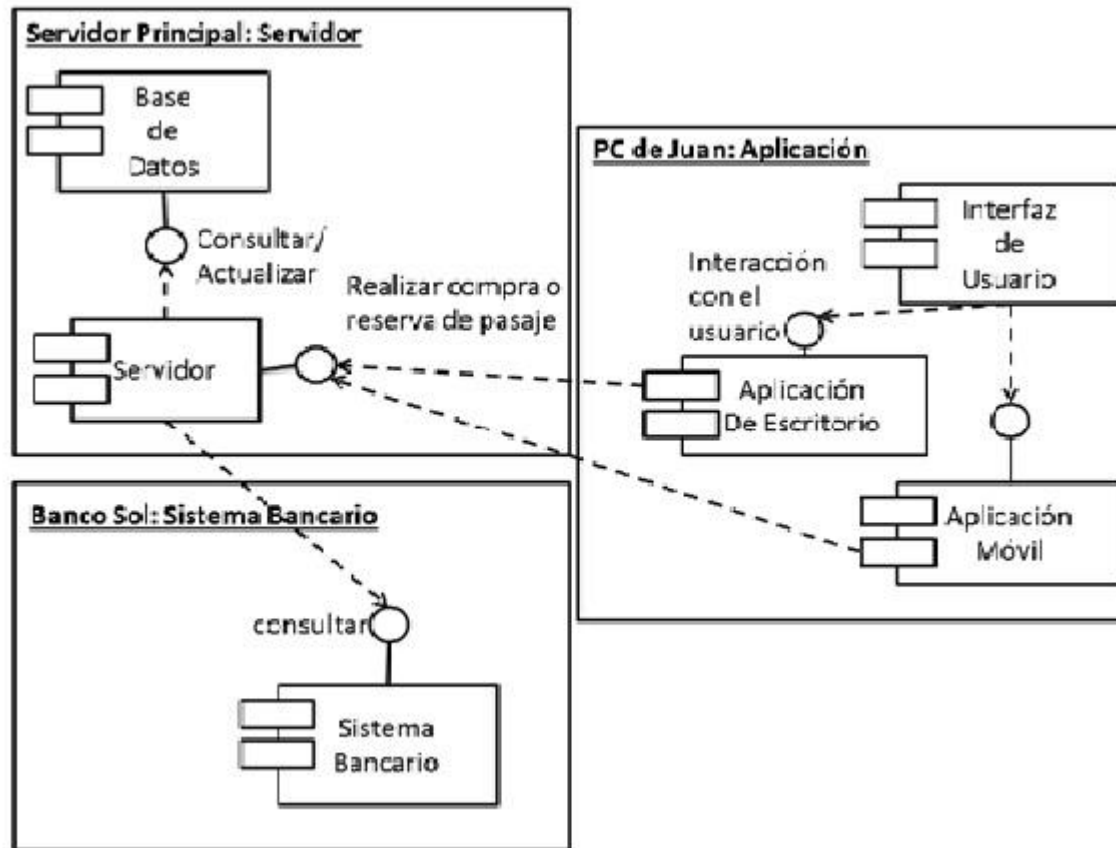 Servidor Principal: Servidor
Base
de
Datos
Consultar/
Actualizar
Realizar compra o
reserva de pasaje
Servidor
PC de Juan: Aplicación
Interfaz
de
Usuario
Interacción
con el
usuario
Aplicación
De Escritorio
Aplicación
Móvil
Banco Sol: Sistema Bancario
consultar
Sistema
Bancario